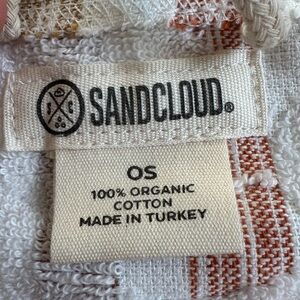 SANDCLOUD®
OS
100% ORGANIC
COTTON
MADE IN TURKEY